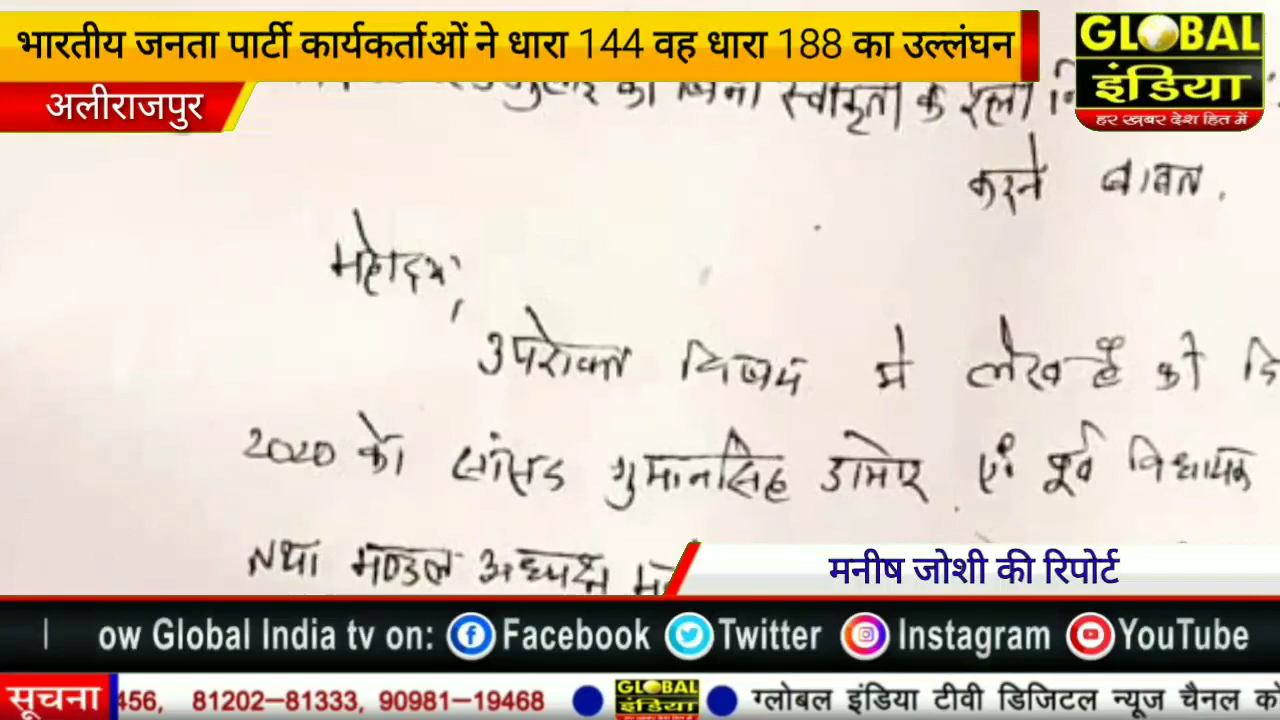 भारतीय जनता पार्टी कार्यकर्ताओं ने धारा 144 वह धारा 188 का उल्लंघन
GLOBAL
इंडिया
हर ख़बर देश हित में
अलीराजपुर
को बिना स्वीकृती के रैली
करने बाबत.
महोदय,
उपरोक्त विषय में लेख है की दि
2020 को सांसद गुमानसिह डामोर एंव पूर्व विधायक
तथा मण्डल अध्यक्ष
मनीष जोशी की रिपोर्ट
ow Global India tv on: Facebook Twitter Instagram YouTube
सूचना 456, 81202-81333, 90981-19468 GLOBAL इंडिया ग्लोबल इंडिया टीवी डिजिटल न्यूज चैनल को